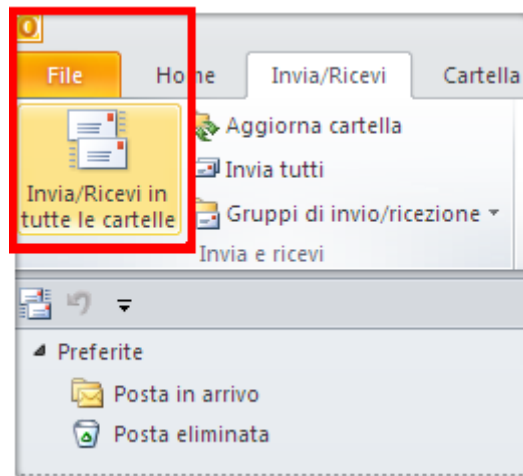 File Home Invia/Ricevi Cartella
Invia/Ricevi in
tutte le cartelle
Aggiorna cartella
Invia tutti
Gruppi di invio/ricezione
Invia e ricevi
Preferite
Posta in arrivo
Posta eliminata